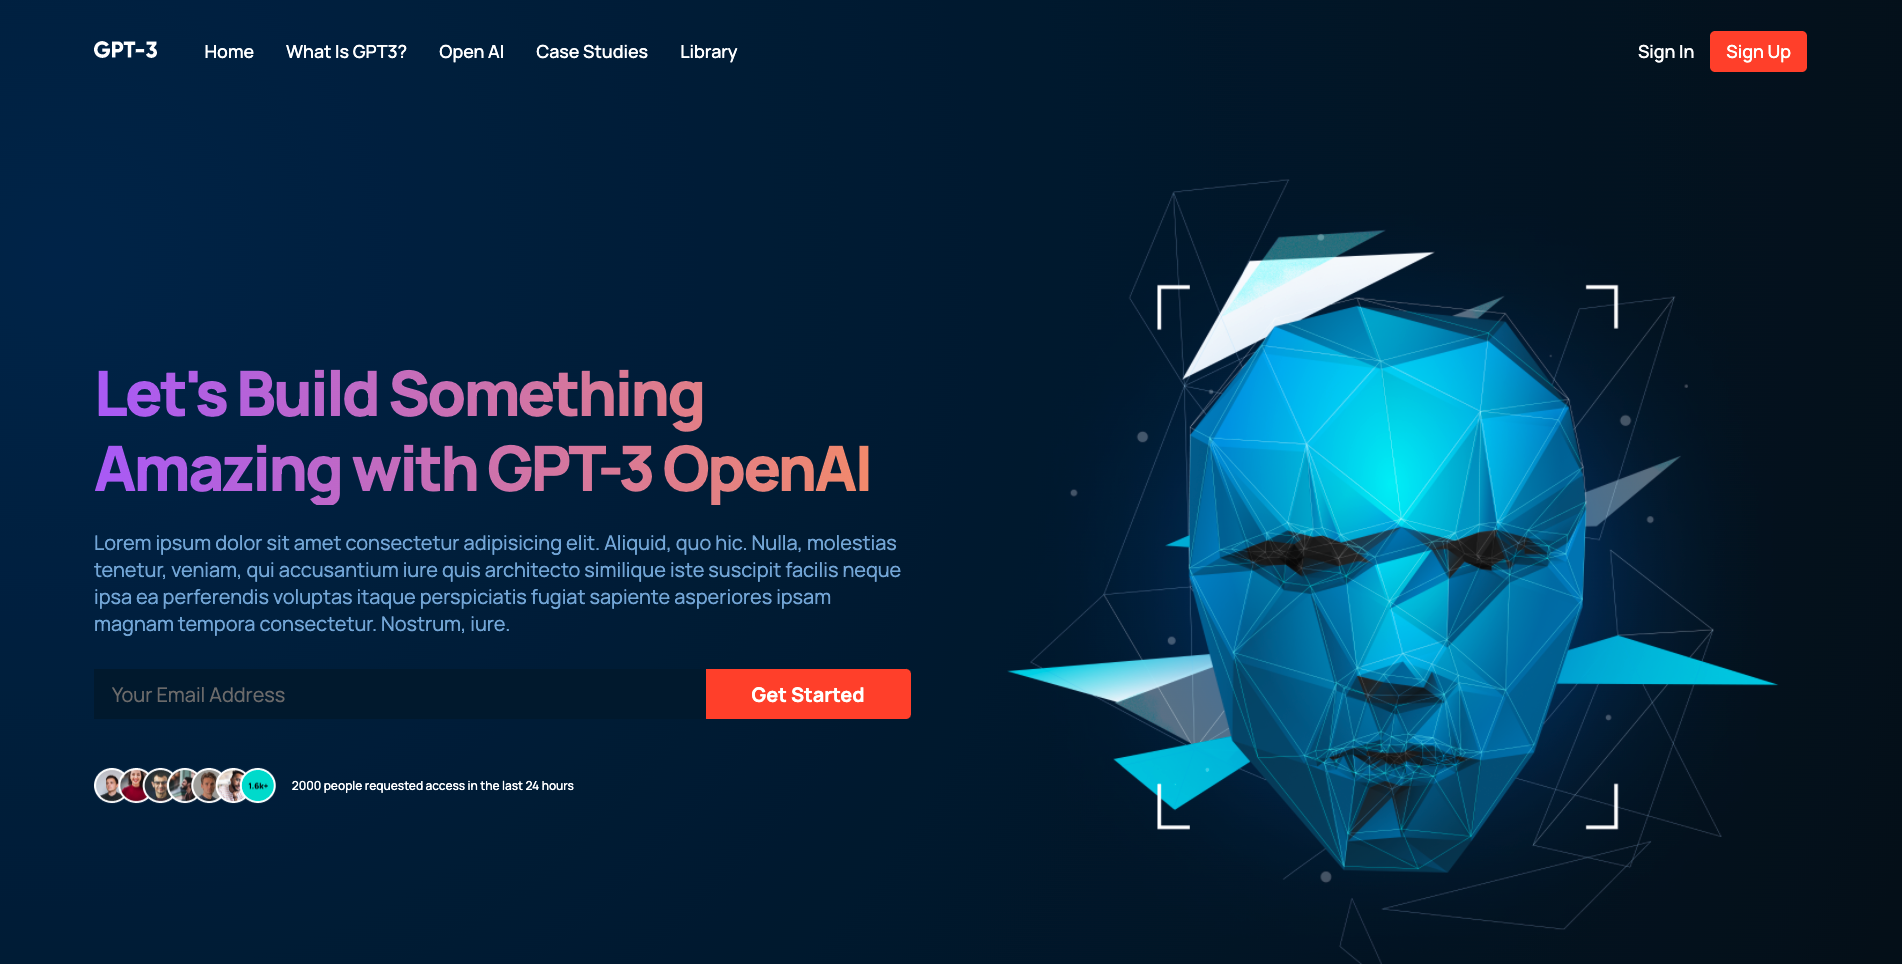 GPT-3
Home
What Is GPT3?
Open AI
Case Studies
Library
Sign In
Sign Up
Let's Build Something
Amazing with GPT-3 OpenAI
Lorem ipsum dolor sit amet consectetur adipisicing elit. Aliquid, quo hic. Nulla, molestias
tenetur, veniam, qui accusantium iure quis architecto similique iste suscipit facilis neque
ipsa ea perferendis voluptas itaque perspiciatis fugiat sapiente asperiores ipsam
magnam tempora consectetur. Nostrum, iure.
Your Email Address
Get Started
1.6k+
2000 people requested access in the last 24 hours